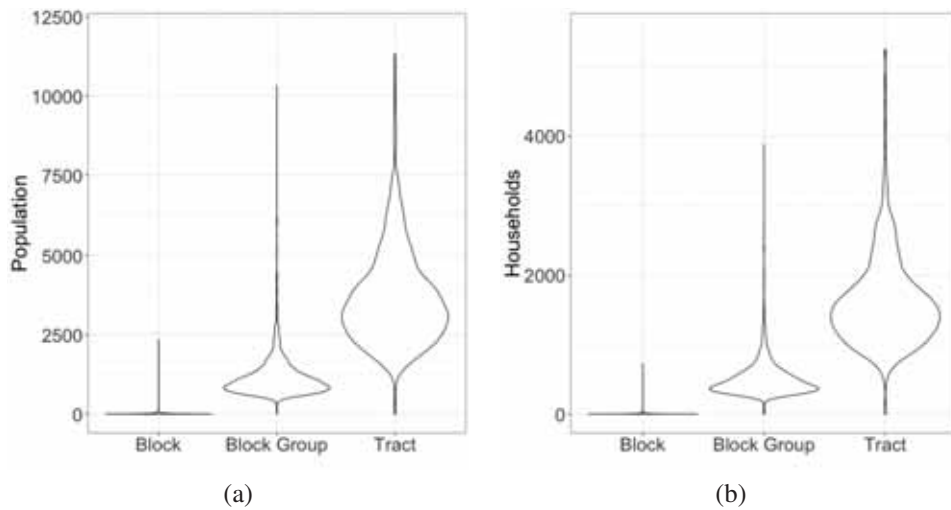 12500
10000
7500
5000
2500
0
Population
Block Block Group Tract
(a)
4000
2000
0
Households
Block Block Group Tract
(b)